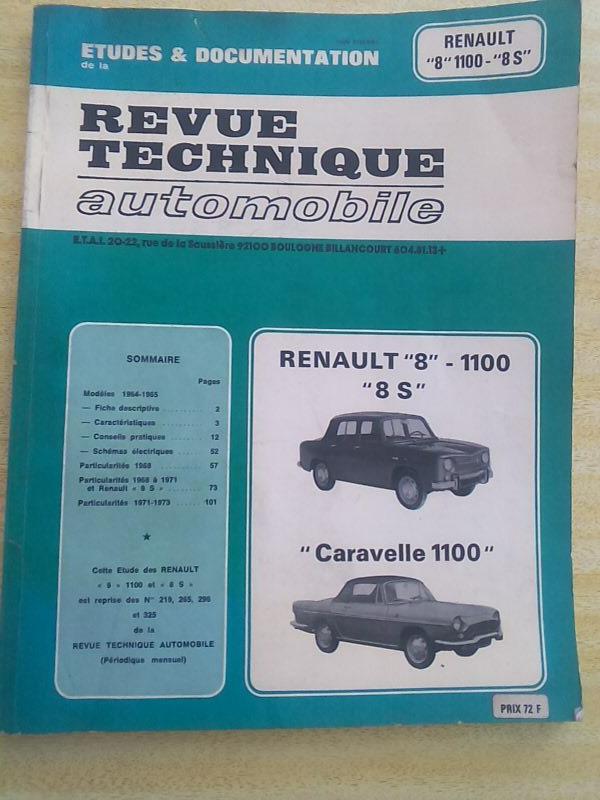 ETUDES & DOCUMENTATION
de la
RENAULT
"8" 1100 - "8 S"
REVUE
TECHNIQUE
automobile
E.T.A.I. 20-22, rue de la Saussière 92100 BOULOGNE BILLANCOURT 604.81.13+
SOMMAIRE
Pages
Modèles 1964-1965
— Fiche descriptive .......... 2
— Caractéristiques .......... 3
— Conseils pratiques ........ 12
— Schémas électriques ...... 52
Particularités 1968 .......... 57
Particularités 1968 à 1971
et Renault « 8 S » ........ 73
Particularités 1971-1973 ...... 101
★
Cette Etude des RENAULT
« 8 » 1100 et « 8 S »
est reprise des N° 219, 265, 296
et 325
de la
REVUE TECHNIQUE AUTOMOBILE
(Périodique mensuel)
RENAULT "8" - 1100
"8 S"
"Caravelle 1100"
PRIX 72 F